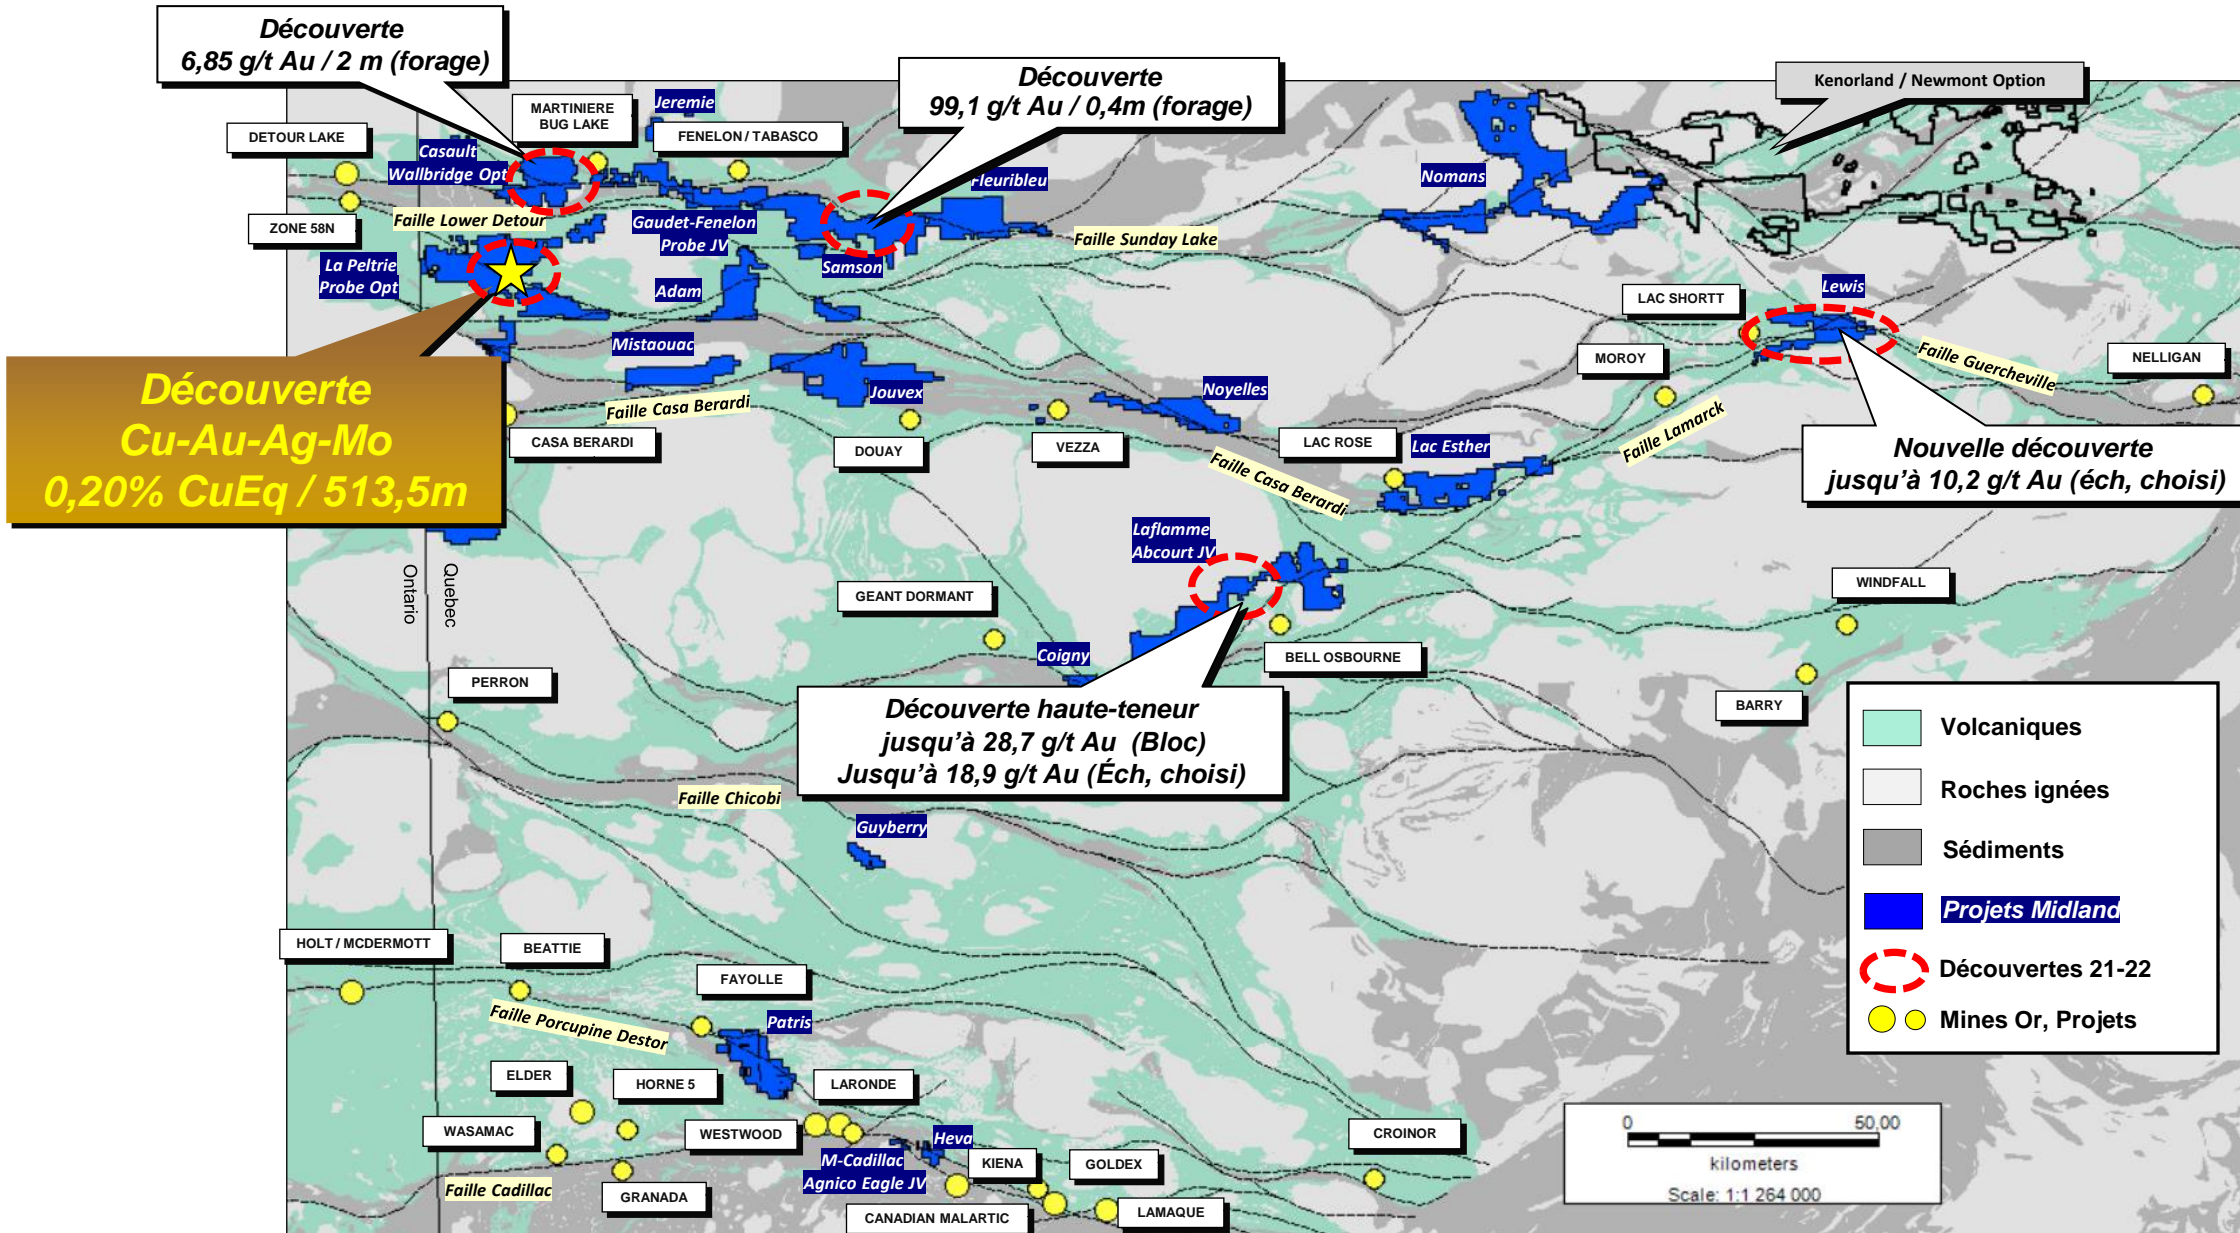 Découverte
6,85 g/t Au / 2 m (forage)
Découverte
99,1 g/t Au / 0,4m (forage)
Kenorland / Newmont Option
MARTINIERE
BUG LAKE
Jeremie
DETOUR LAKE
FENELON / TABASCO
Casault
Wallbridge Opt
Fleuribleu
Nomans
ZONE 58N
Faille Lower Detour
Gaudet-Fenelon
Probe JV
Faille Sunday Lake
La Peltrie
Probe Opt
Samson
Adam
Lewis
LAC SHORTT
Mistaouac
MOROY
Faille Guercheville
NELLIGAN
Découverte
Cu-Au-Ag-Mo
0,20% CuEq / 513,5m
Jouvex
Noyelles
Faille Casa Berardi
CASA BERARDI
DOUAY
VEZZA
LAC ROSE
Lac Esther
Faille Lamarck
Nouvelle découverte
jusqu'à 10,2 g/t Au (éch, choisi)
Faille Casa Berardi
Laflamme
Abcourt JV
Ontario
Quebec
GEANT DORMANT
WINDFALL
Coigny
BELL OSBOURNE
PERRON
BARRY
Découverte haute-teneur
jusqu'à 28,7 g/t Au (Bloc)
Jusqu'à 18,9 g/t Au (Éch, choisi)
Faille Chicobi
Guyberry
Volcaniques
Roches ignées
Sédiments
Projets Midland
Découvertes 21-22
Mines Or, Projets
HOLT / MCDERMOTT
BEATTIE
FAYOLLE
Faille Porcupine Destor
Patris
ELDER
HORNE 5
LARONDE
WASAMAC
WESTWOOD
Heva
CROINOR
M-Cadillac
Agnico Eagle JV
KIENA
GOLDEX
Faille Cadillac
GRANADA
CANADIAN MALARTIC
LAMAQUE
0 50,00
kilometers
Scale: 1:1 264 000